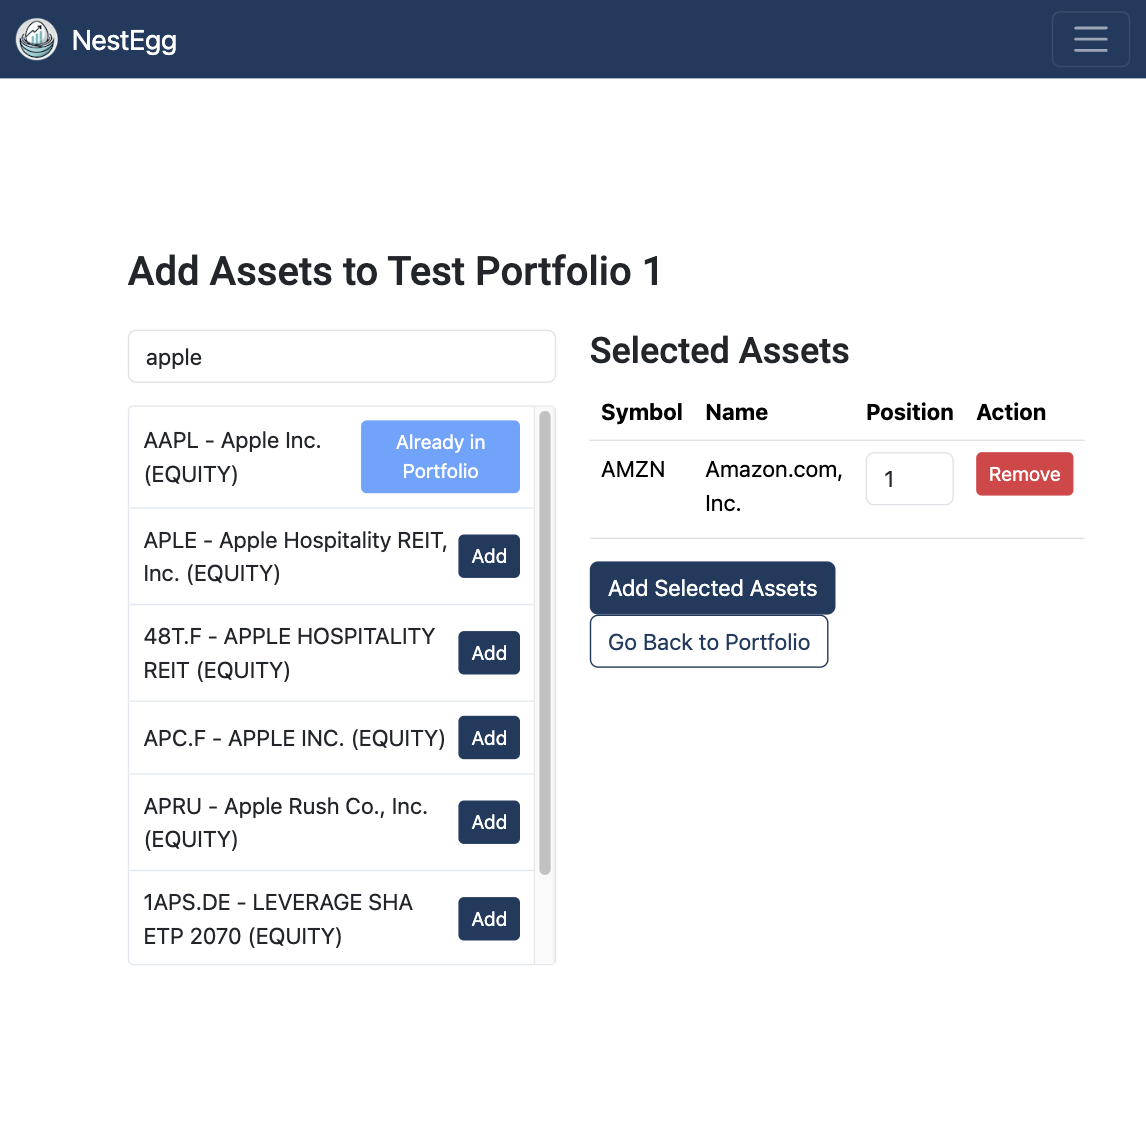 NestEgg
Add Assets to Test Portfolio 1
apple
AAPL - Apple Inc.
(EQUITY)
Already in
Portfolio
APLE - Apple Hospitality REIT,
Inc. (EQUITY)
Add
48T.F - APPLE HOSPITALITY
REIT (EQUITY)
Add
APC.F - APPLE INC. (EQUITY)
Add
APRU - Apple Rush Co., Inc.
(EQUITY)
Add
1APS.DE - LEVERAGE SHA
ETP 2070 (EQUITY)
Add
Selected Assets
Symbol Name Position Action
AMZN Amazon.com,
Inc.
1
Remove
Add Selected Assets
Go Back to Portfolio